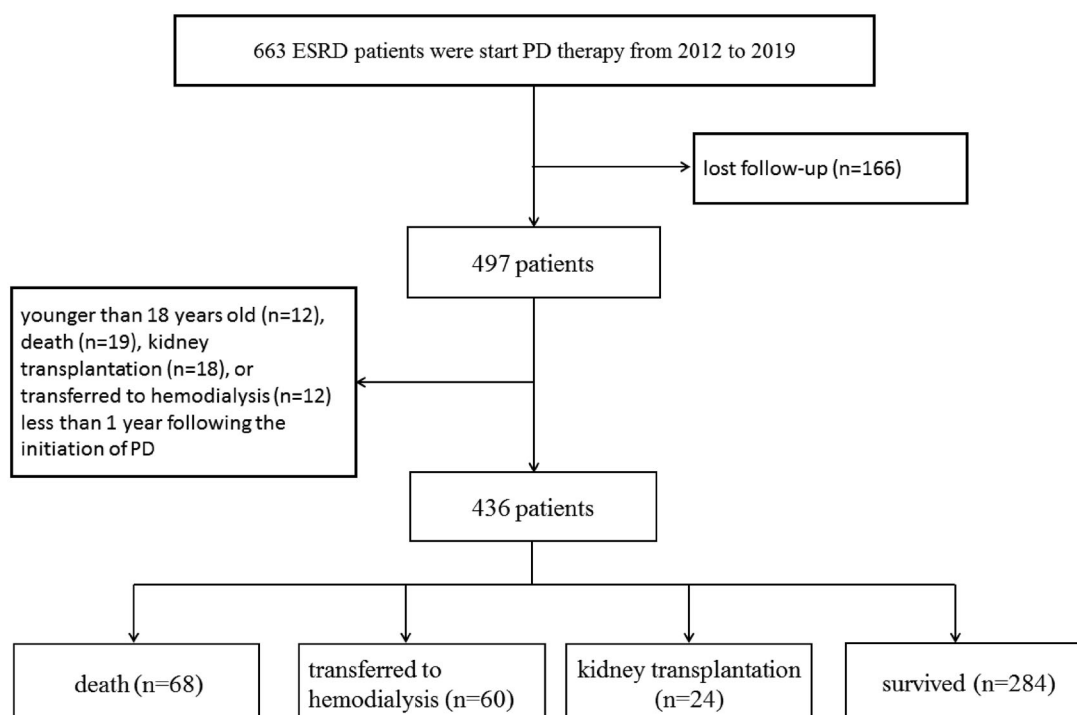 663 ESRD patients were start PD therapy from 2012 to 2019
lost follow-up (n=166)
497 patients
younger than 18 years old (n=12),
death (n=19), kidney
transplantation (n=18), or
transferred to hemodialysis (n=12)
less than 1 year following the
initiation of PD
436 patients
death (n=68)
transferred to
hemodialysis (n=60)
kidney transplantation
(n=24)
survived (n=284)